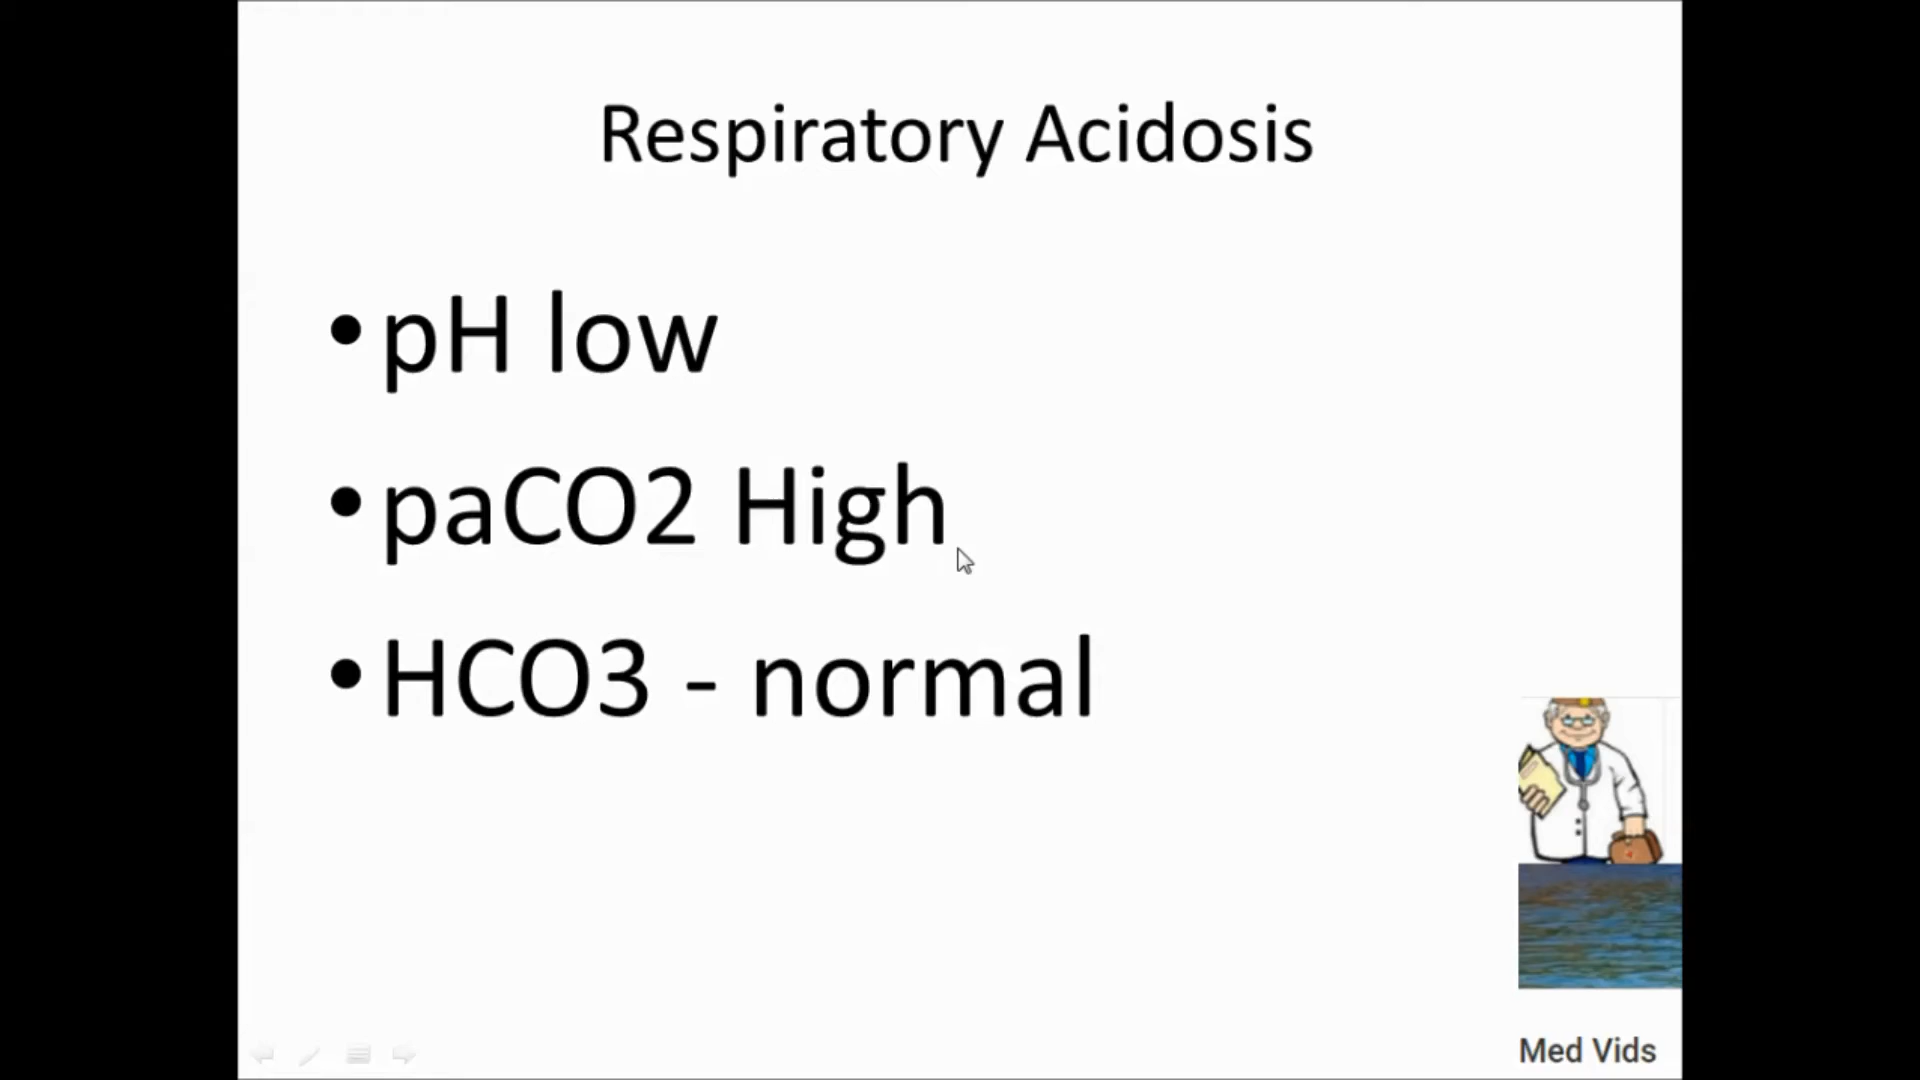 Respiratory Acidosis
• pH low
• paCO2 High
• HCO3 - normal
Med Vids